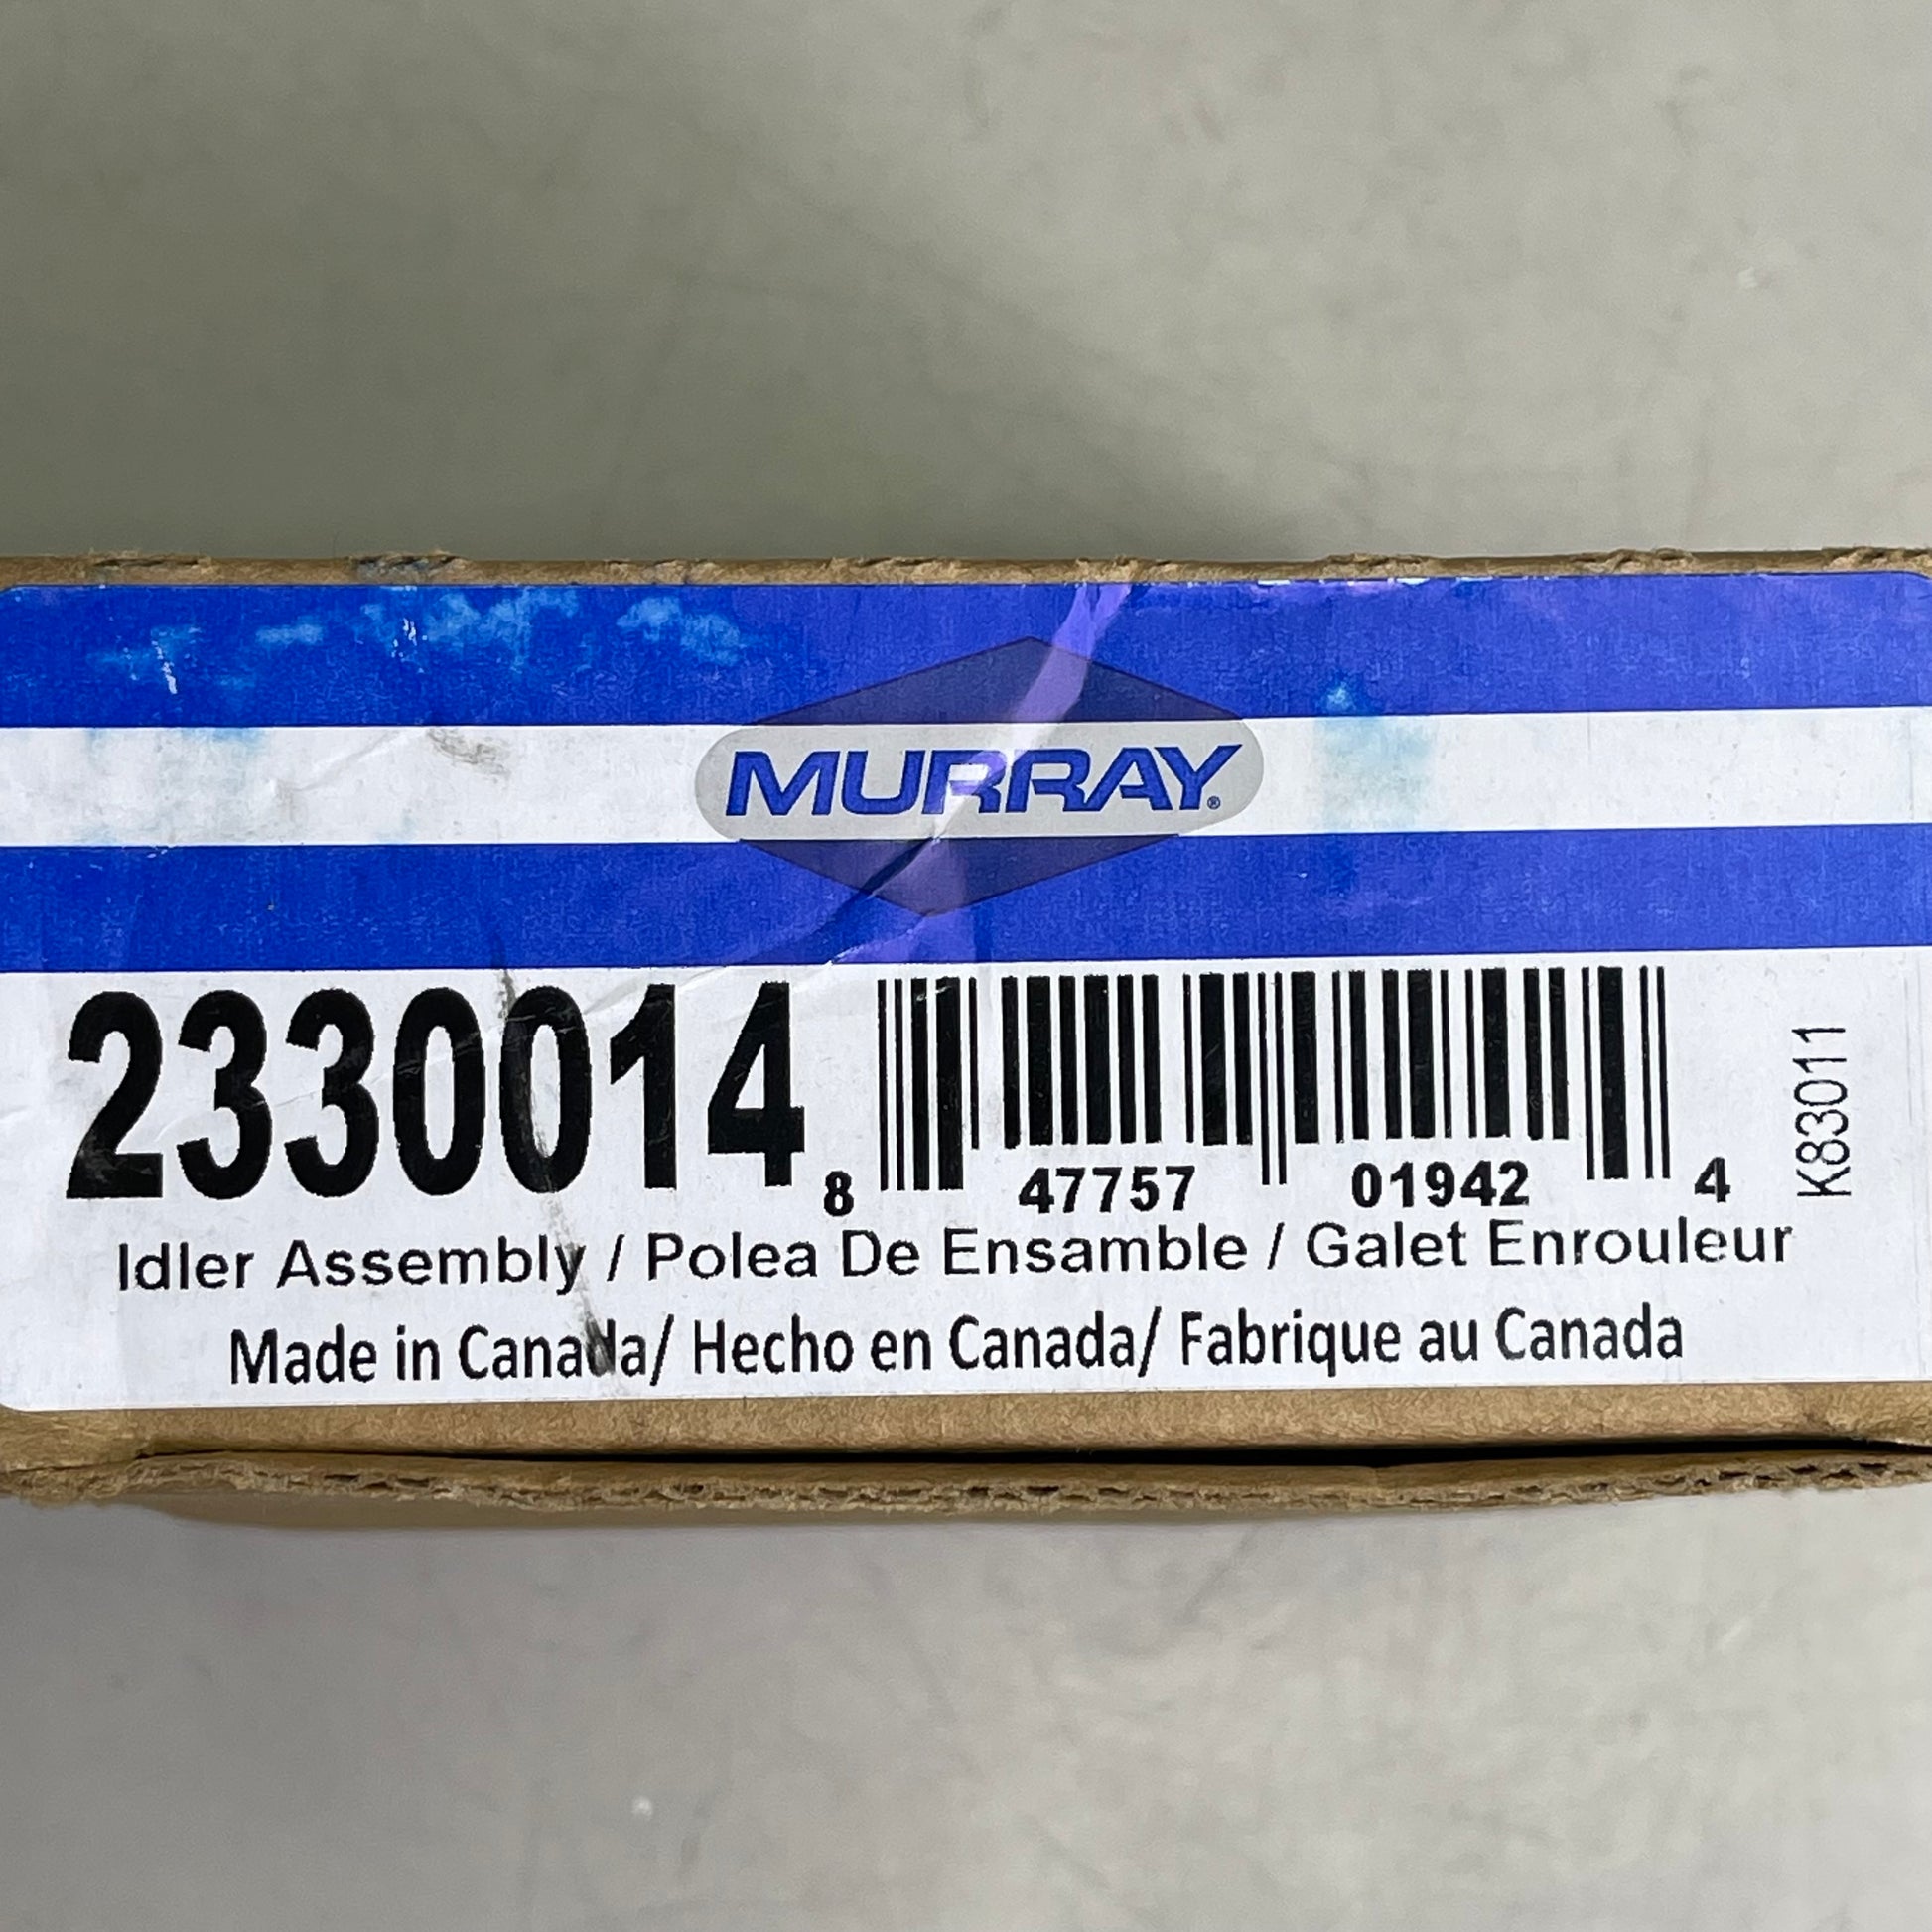 MURRAY®
2330014
8 47757 01942 4
K83011
Idler Assembly / Polea De Ensamble / Galet Enrouleur
Made in Canada/ Hecho en Canada/ Fabrique au Canada